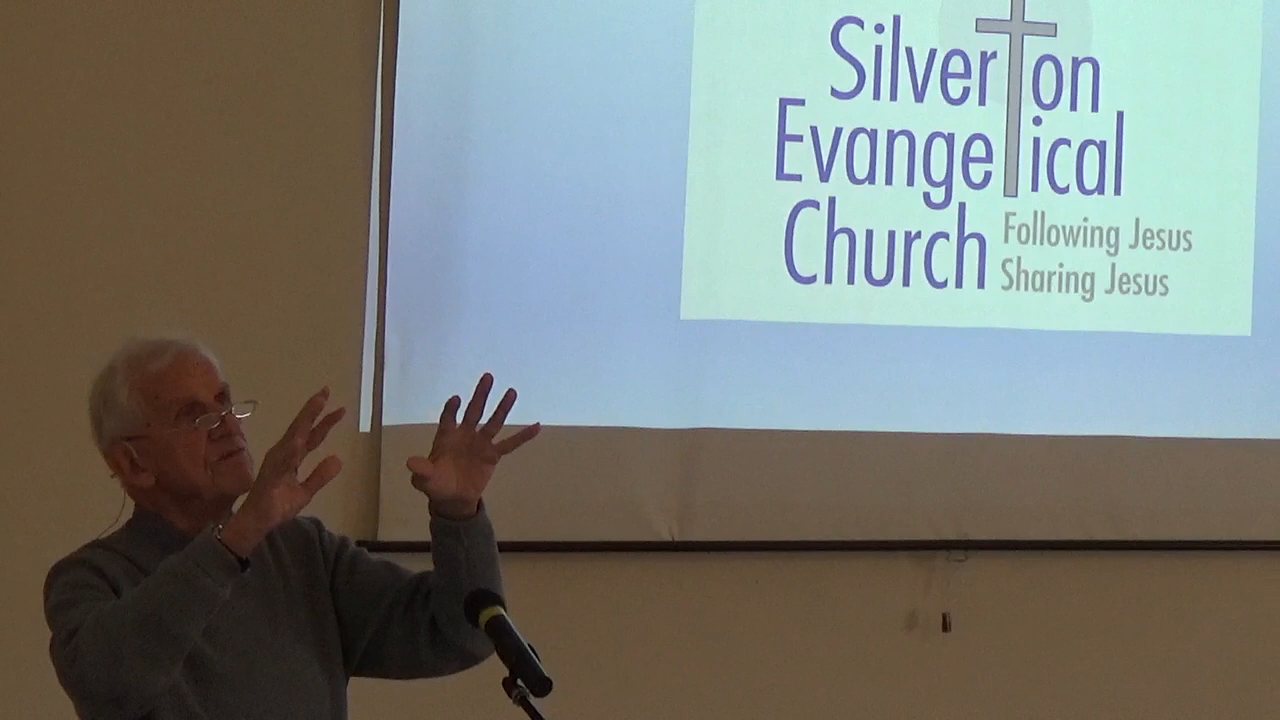 Silverton
Evangelical
Church
Following Jesus
Sharing Jesus